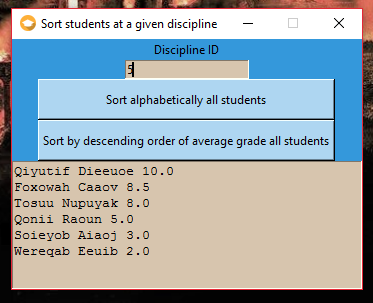 Sort students at a given discipline
Discipline ID
5
Sort alphabetically all students
Sort by descending order of average grade all students
Qiyutif Dieeuoe 10.0
Foxowah Caaov 8.5
Tosuu Nupuyak 8.0
Qonii Raoun 5.0
Soieyob Aiaoj 3.0
Wereqab Eeuib 2.0